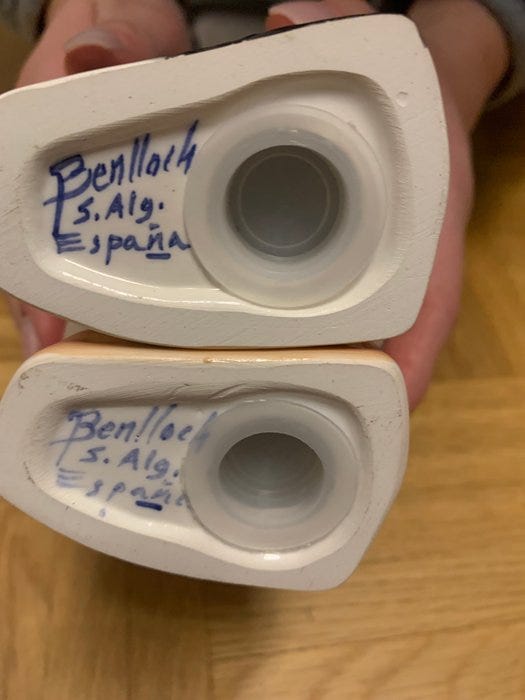 Benlloch
S. Alg.
España
Benlloch
S. Alg.
España